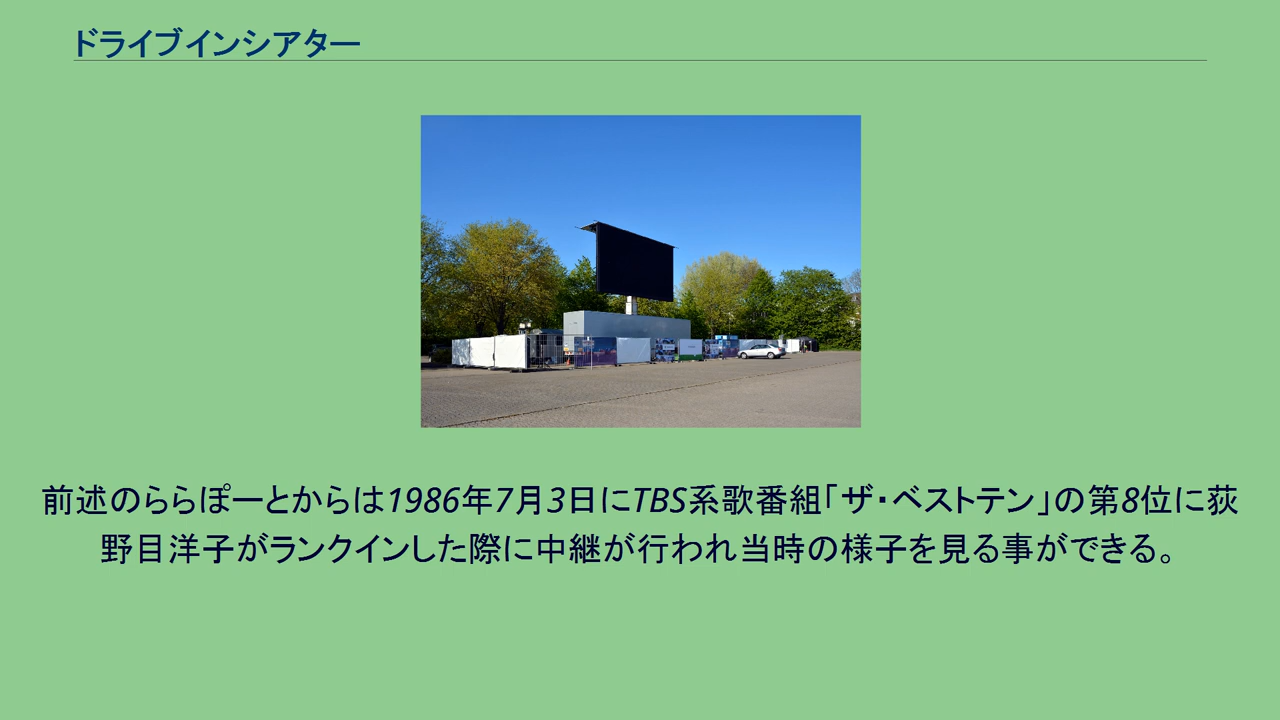 ドライブインシアター
前述のららぽーとからは1986年7月3日にTBS系歌番組「ザ・ベストテン」の第8位に荻
野目洋子がランクインした際に中継が行われ当時の様子を見る事ができる。